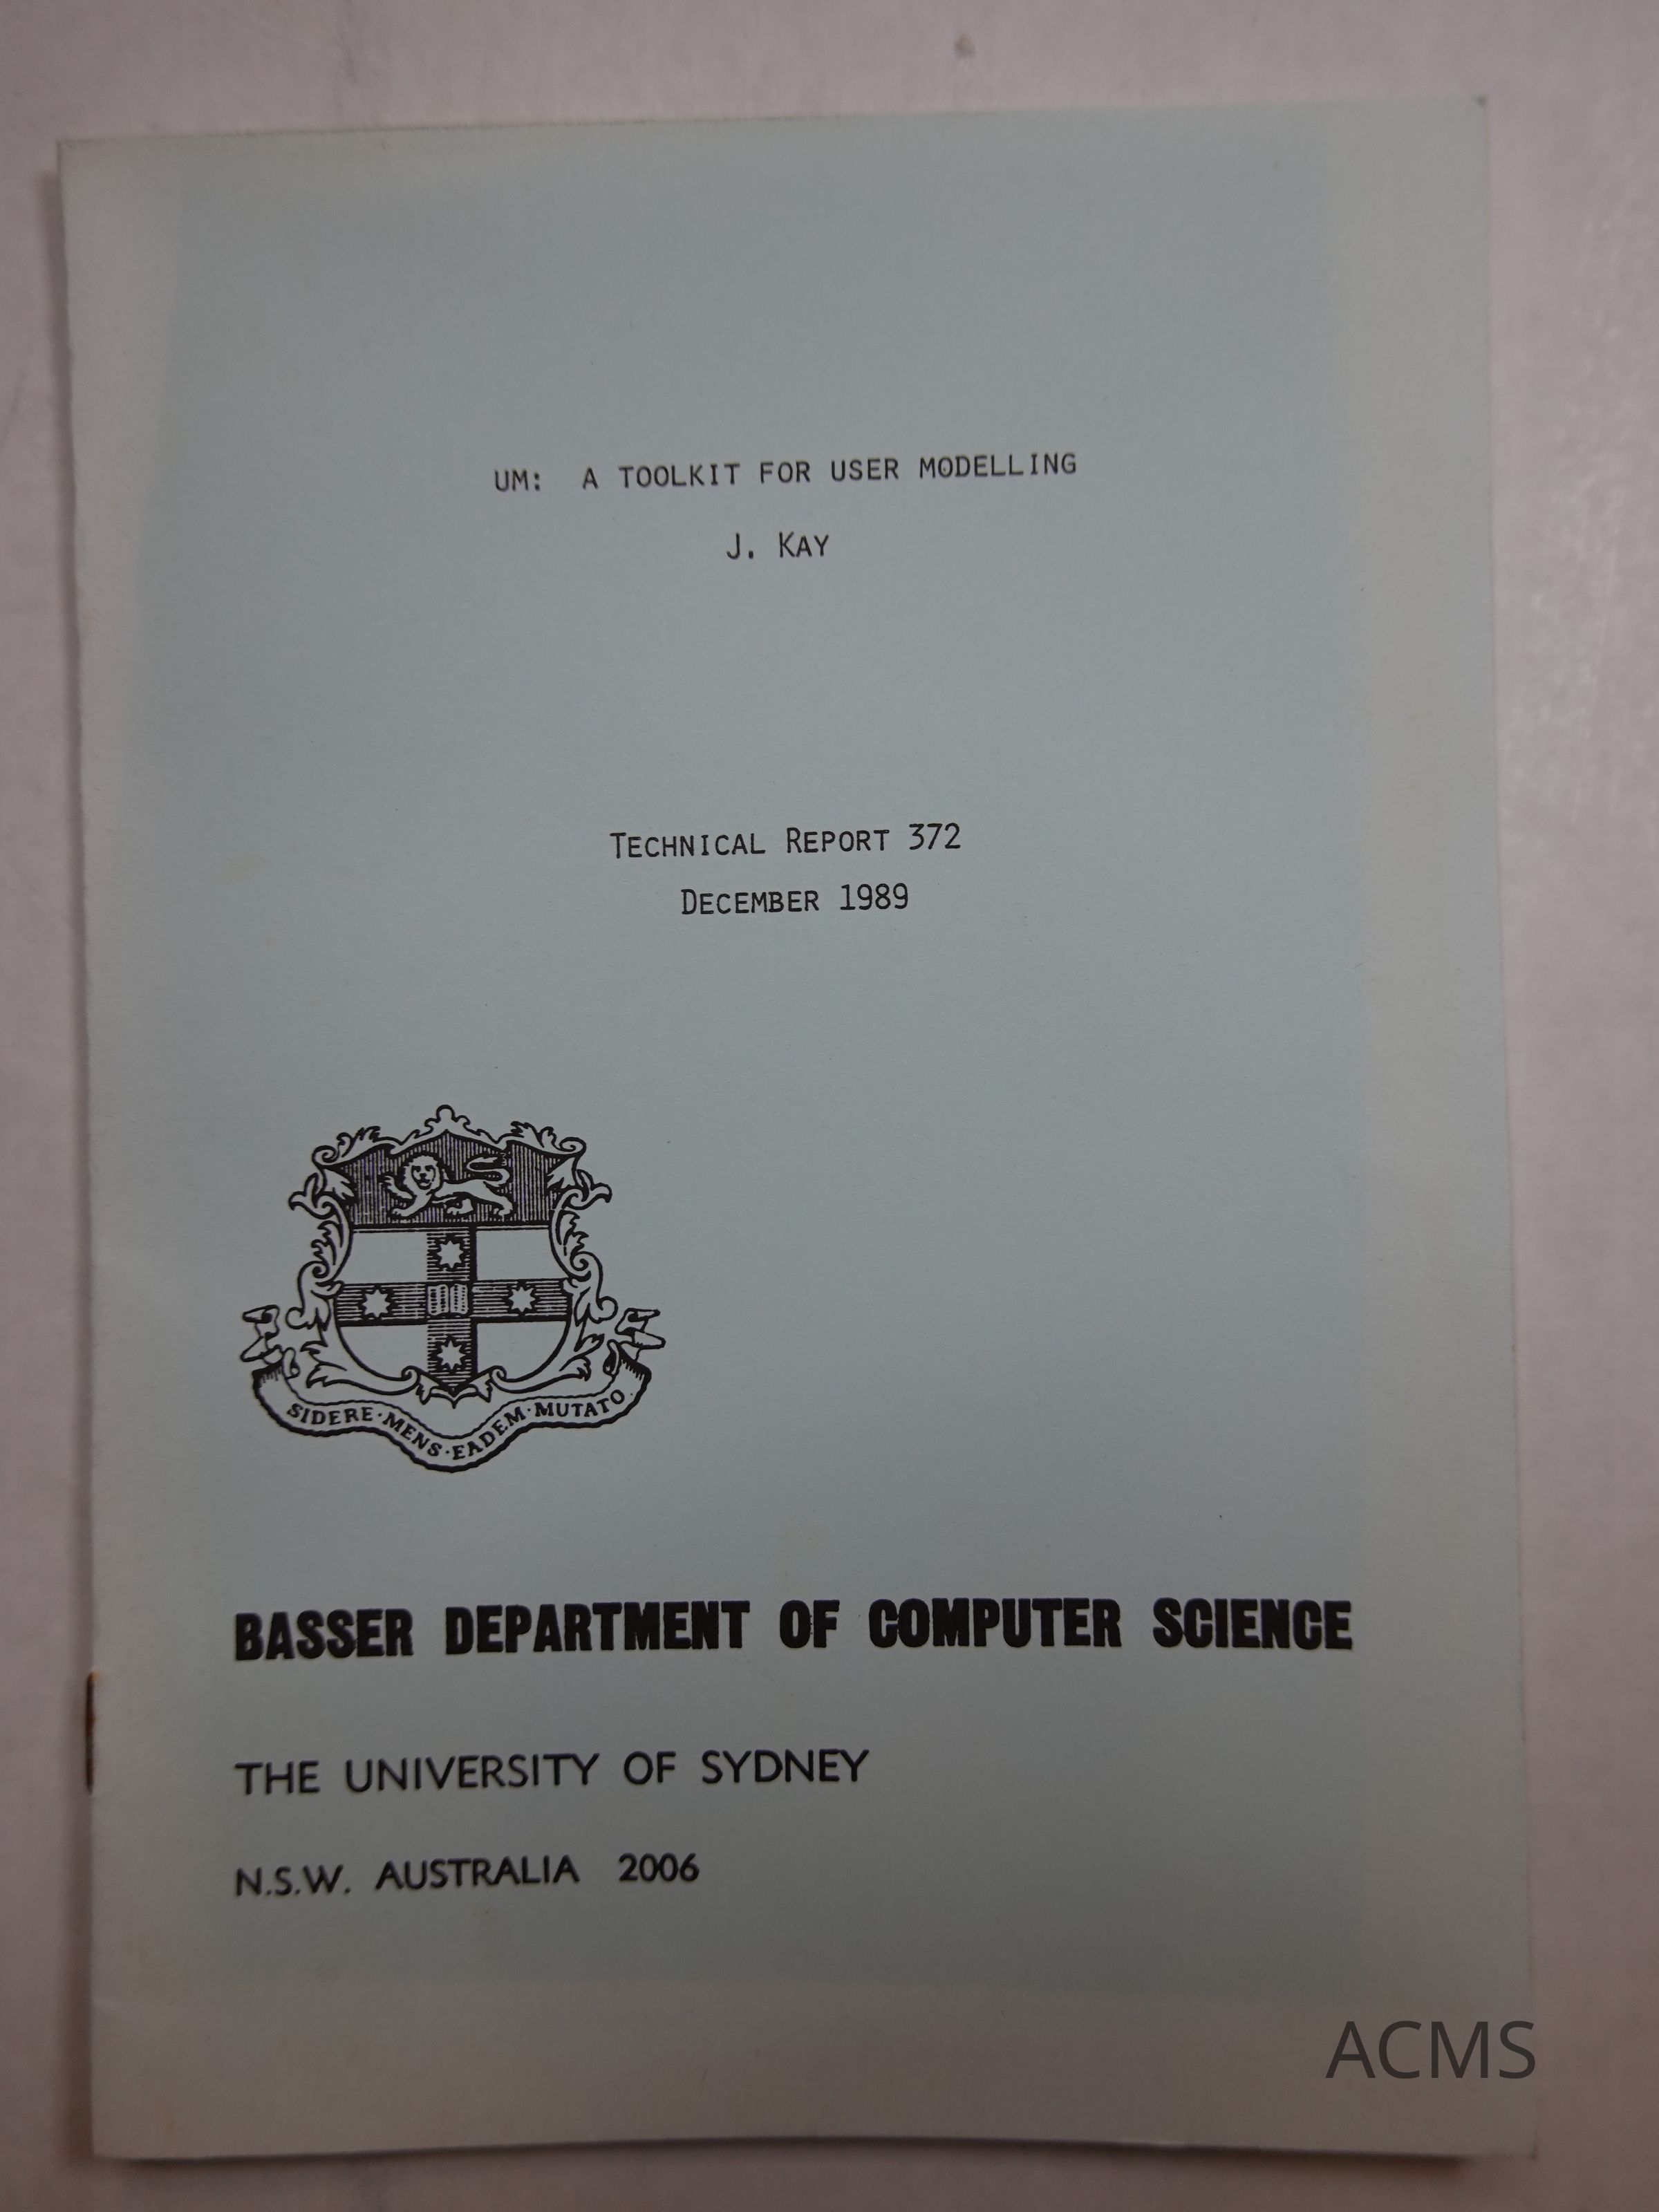 UM: A TOOLKIT FOR USER MODELLING
J. KAY
TECHNICAL REPORT 372
DECEMBER 1989
SIDERE·MENS·EADEM·MUTATO
BASSER DEPARTMENT OF COMPUTER SCIENCE
THE UNIVERSITY OF SYDNEY
N.S.W. AUSTRALIA 2006
ACMS